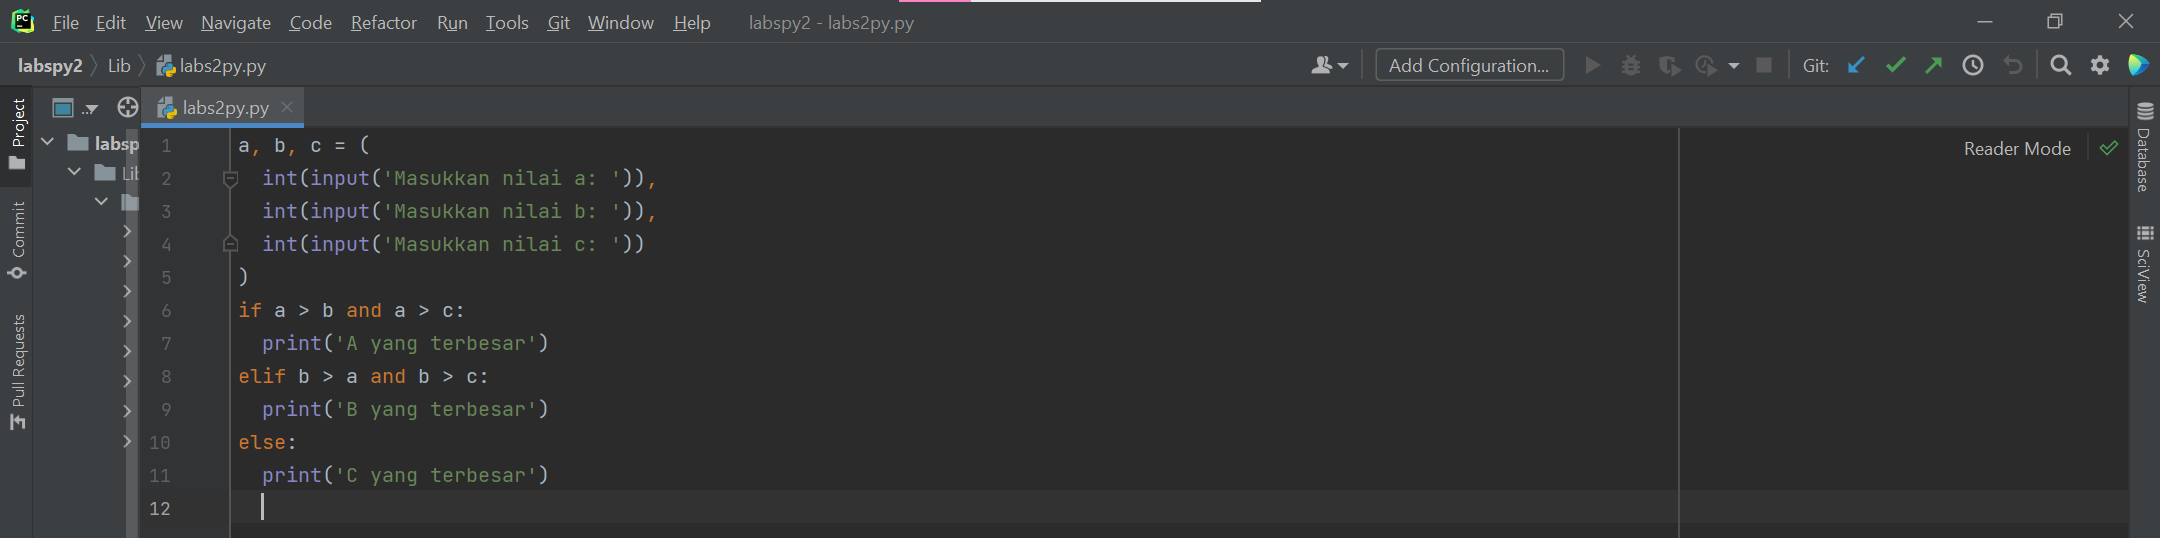 PC File Edit View Navigate Code Refactor Run Tools Git Window Help labspy2 - labs2py.py
labspy2 Lib labs2py.py Add Configuration... Git:
.. labs2py.py
Project
Commit
Pull Requests
labsp
Lib
1 a, b, c = (
2 int(input('Masukkan nilai a: ')),
3 int(input('Masukkan nilai b: ')),
4 int(input('Masukkan nilai c: '))
5 )
6 if a > b and a > c:
7 print('A yang terbesar')
8 elif b > a and b > c:
9 print('B yang terbesar')
10 else:
11 print('C yang terbesar')
12
Reader Mode
Database
SciView